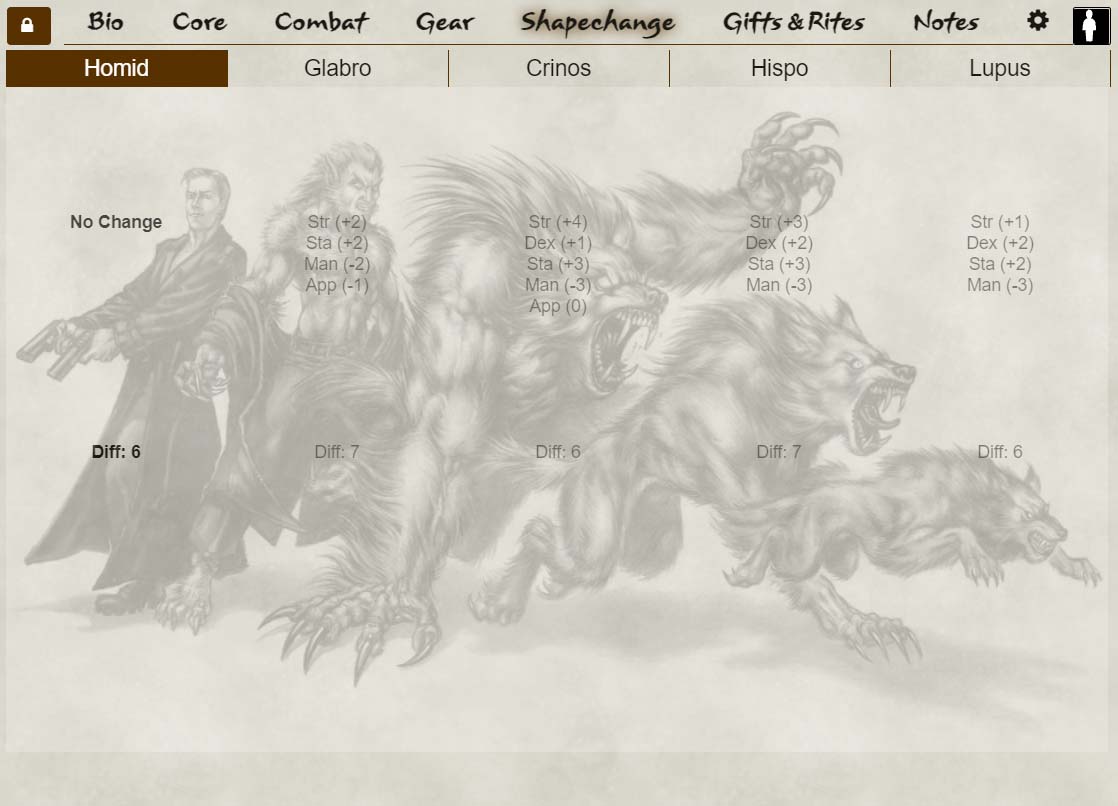 Bio Core Combat Gear Shapechange Gifts & Rites Notes
Homid Glabro Crinos Hispo Lupus
No Change
Str (+2)
Sta (+2)
Man (-2)
App (-1)
Str (+4)
Dex (+1)
Sta (+3)
Man (-3)
App (0)
Str (+3)
Dex (+2)
Sta (+3)
Man (-3)
Str (+1)
Dex (+2)
Sta (+2)
Man (-3)
Diff: 6 Diff: 7 Diff: 6 Diff: 7 Diff: 6